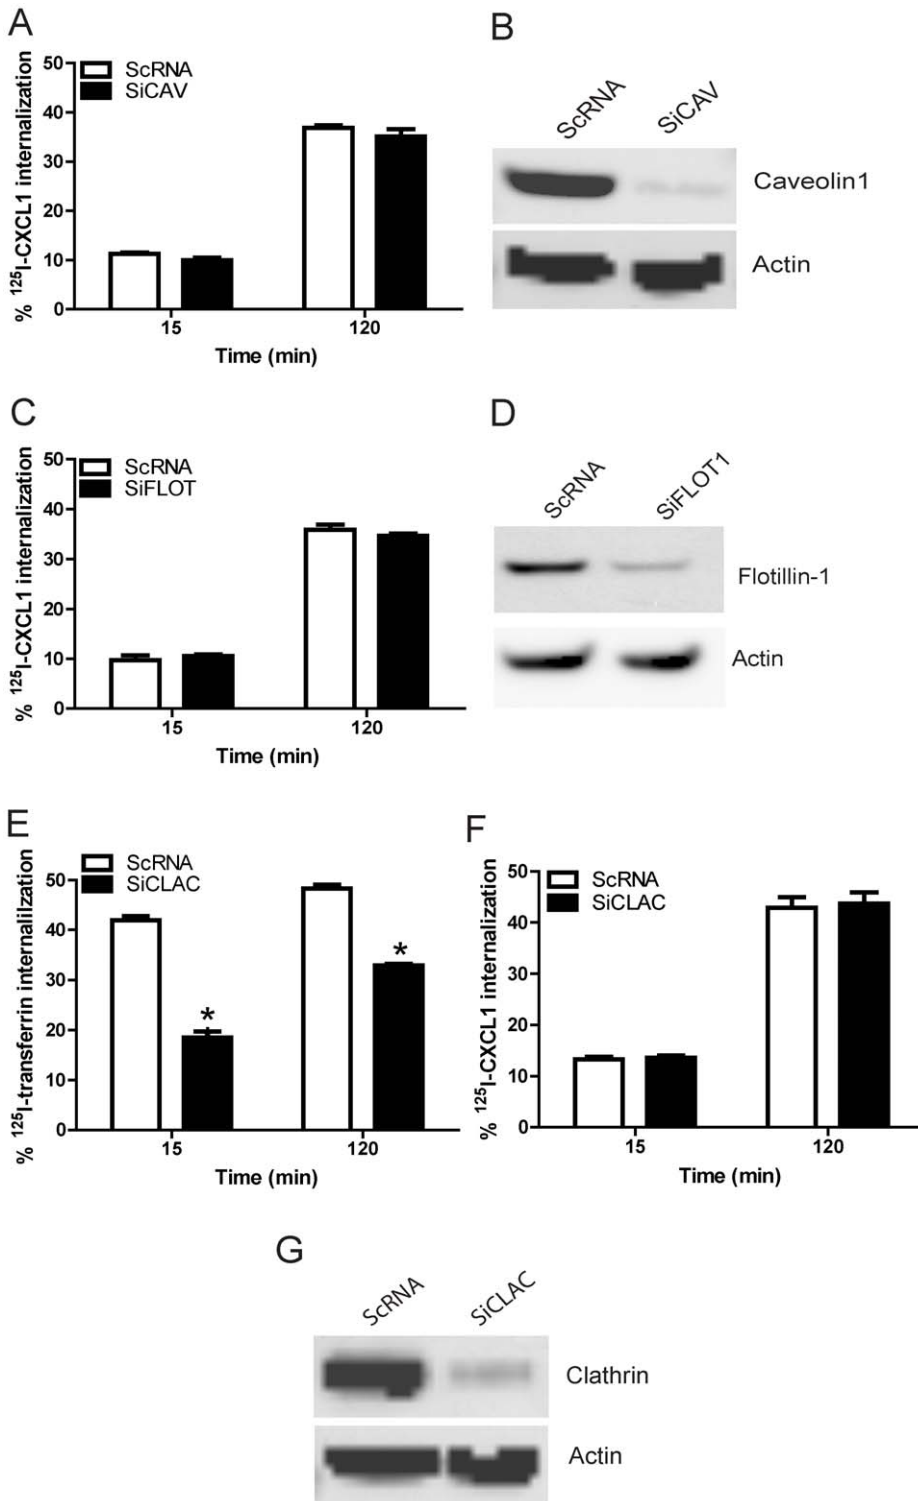 A
% ¹²⁵I-CXCL1 internalization
50
40
30
20
10
0
ScRNA
SiCAV
15
120
Time (min)
B
ScRNA
SiCAV
Caveolin1
Actin
C
% ¹²⁵I-CXCL1 internalization
50
40
30
20
10
0
ScRNA
SiFLOT
15
120
Time (min)
D
ScRNA
SiFLOT1
Flotillin-1
Actin
E
% ¹²⁵I-transferrin internalilzation
50
40
30
20
10
0
ScRNA
SiCLAC
*
*
15
120
Time (min)
F
% ¹²⁵I-CXCL1 internalization
50
40
30
20
10
0
ScRNA
SiCLAC
15
120
Time (min)
G
ScRNA
SiCLAC
Clathrin
Actin